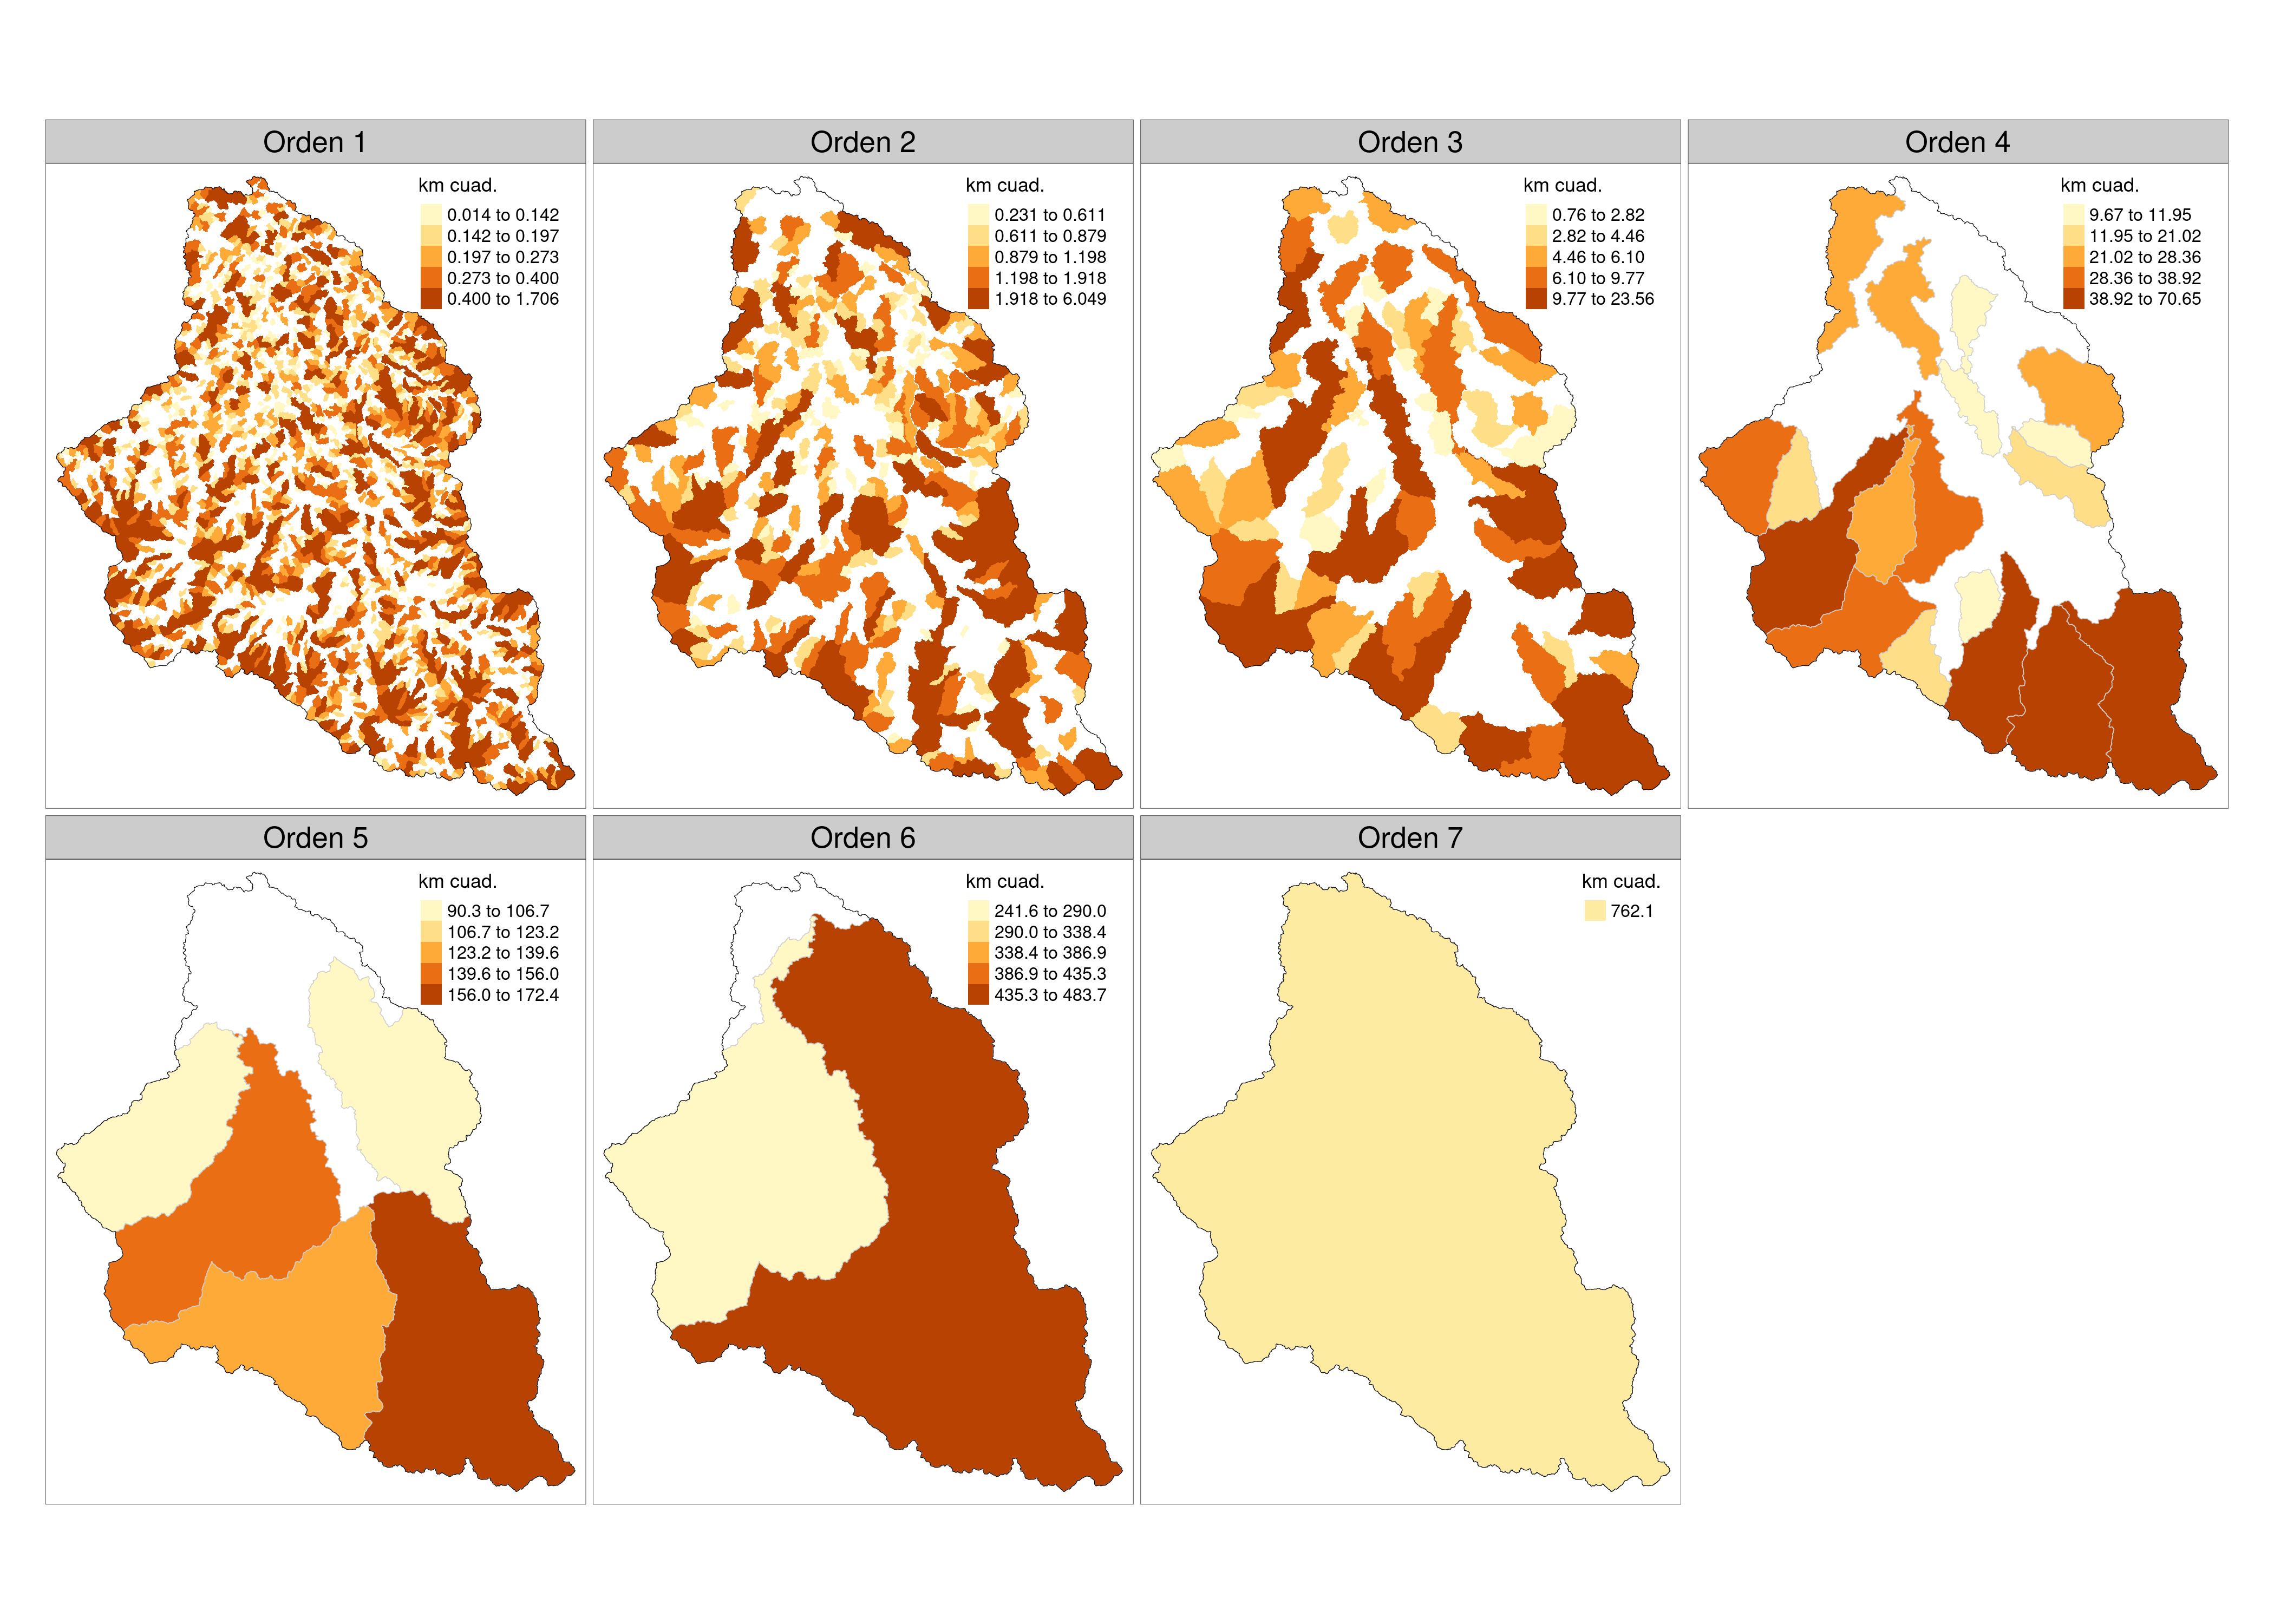 Orden 1
km cuad.
0.014 to 0.142
0.142 to 0.197
0.197 to 0.273
0.273 to 0.400
0.400 to 1.706
Orden 2
km cuad.
0.231 to 0.611
0.611 to 0.879
0.879 to 1.198
1.198 to 1.918
1.918 to 6.049
Orden 3
km cuad.
0.76 to 2.82
2.82 to 4.46
4.46 to 6.10
6.10 to 9.77
9.77 to 23.56
Orden 4
km cuad.
9.67 to 11.95
11.95 to 21.02
21.02 to 28.36
28.36 to 38.92
38.92 to 70.65
Orden 5
km cuad.
90.3 to 106.7
106.7 to 123.2
123.2 to 139.6
139.6 to 156.0
156.0 to 172.4
Orden 6
km cuad.
241.6 to 290.0
290.0 to 338.4
338.4 to 386.9
386.9 to 435.3
435.3 to 483.7
Orden 7
km cuad.
762.1